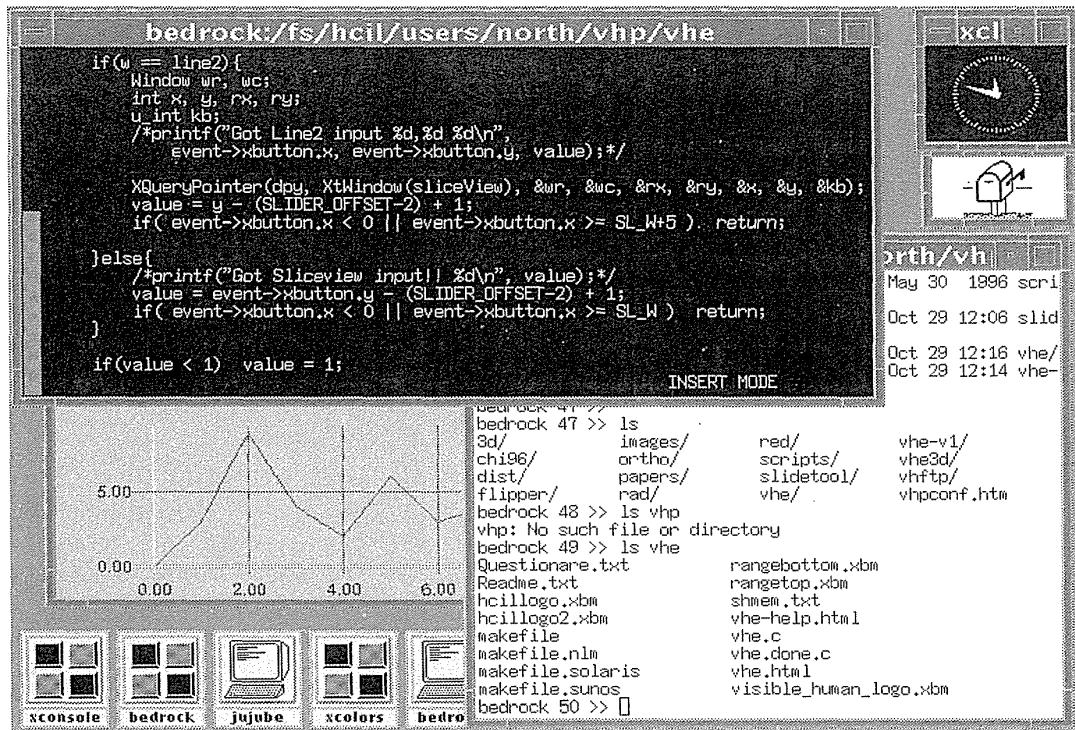 bedrock:/fs/hcil/users/north/vhp/vhe
if(w == line2){
Window wr, wc;
int x, y, rx, ry;
u_int kb;
/*printf("Got Line2 input %d,%d %d\n",
event->xbutton.x, event->xbutton.y, value);*/
XQueryPointer(dpy, XtWindow(sliceView), &wr, &wc, &rx, &ry, &x, &y, &kb);
value = y - (SLIDER_OFFSET-2) + 1;
if( event->xbutton.x < 0 || event->xbutton.x >= SL_W+5 ) return;
}else{
/*printf("Got Sliceview input!! %d\n", value);*/
value = event->xbutton.y - (SLIDER_OFFSET-2) + 1;
if( event->xbutton.x < 0 || event->xbutton.x >= SL_W ) return;
}
if(value < 1) value = 1;
INSERT MODE
xcl
orth/vh
May 30 1996 scri
Oct 29 12:06 slid
Oct 29 12:16 vhe/
Oct 29 12:14 vhe-
bedrock 47 >> ls
3d/ images/ red/ vhe-v1/
chi96/ ortho/ scripts/ vhe3d/
dist/ papers/ slidetool/ vhftp/
flipper/ rad/ vhe/ vhpconf.htm
bedrock 48 >> ls vhp
vhp: No such file or directory
bedrock 49 >> ls vhe
Questionare.txt rangebottom.xbm
Readme.txt rangetop.xbm
hcillogo.xbm shmem.txt
hcillogo2.xbm vhe-help.html
makefile vhe.c
makefile.nlm vhe.done.c
makefile.solaris vhe.html
makefile.sunos visible_human_logo.xbm
bedrock 50 >>
5.00
0.00
0.00 2.00 4.00 6.00
xconsole bedrock jujube xcolors bedro